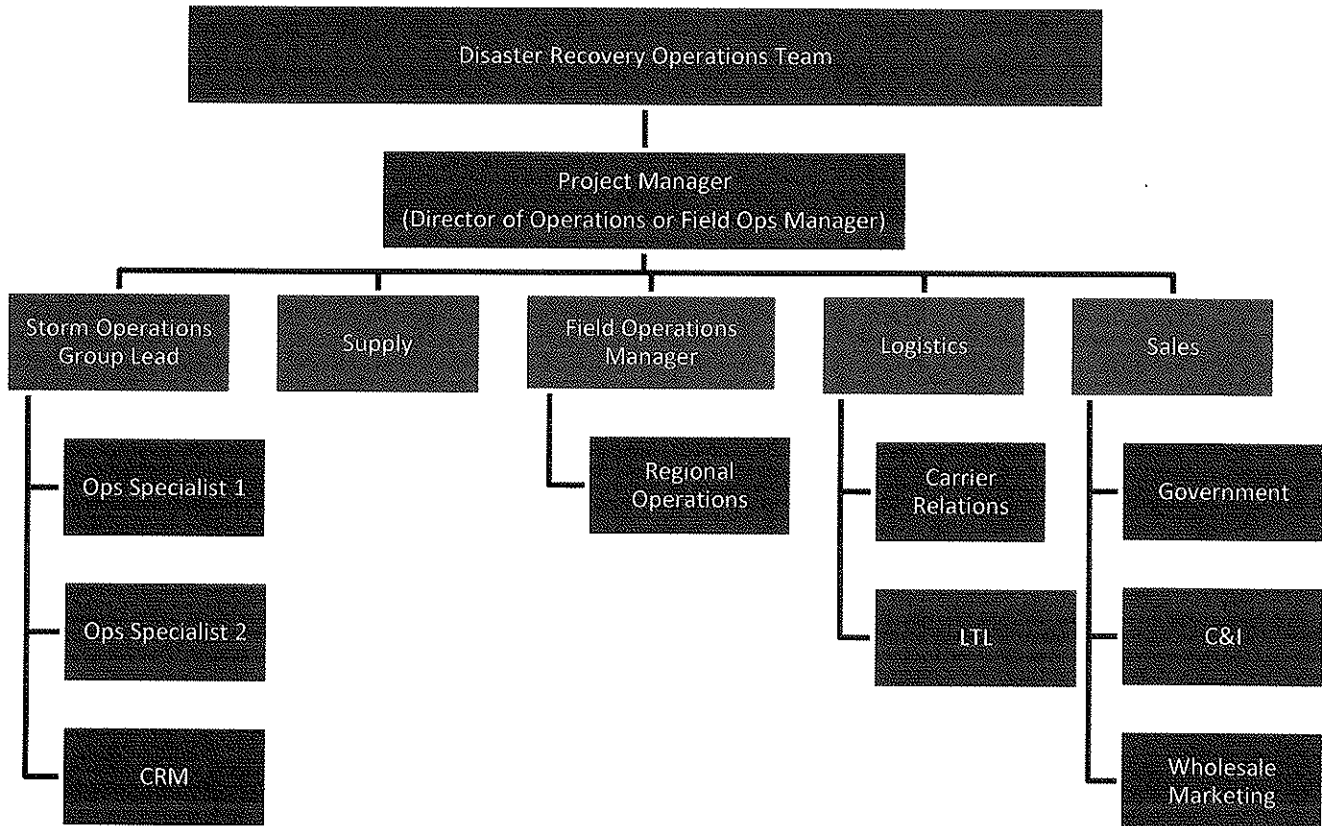 Disaster Recovery Operations Team
Project Manager
(Director of Operations or Field Ops Manager)
Storm Operations
Group Lead
Supply
Field Operations
Manager
Logistics
Sales
Ops Specialist 1
Regional
Operations
Carrier
Relations
Government
Ops Specialist 2
LTL
C&I
CRM
Wholesale
Marketing